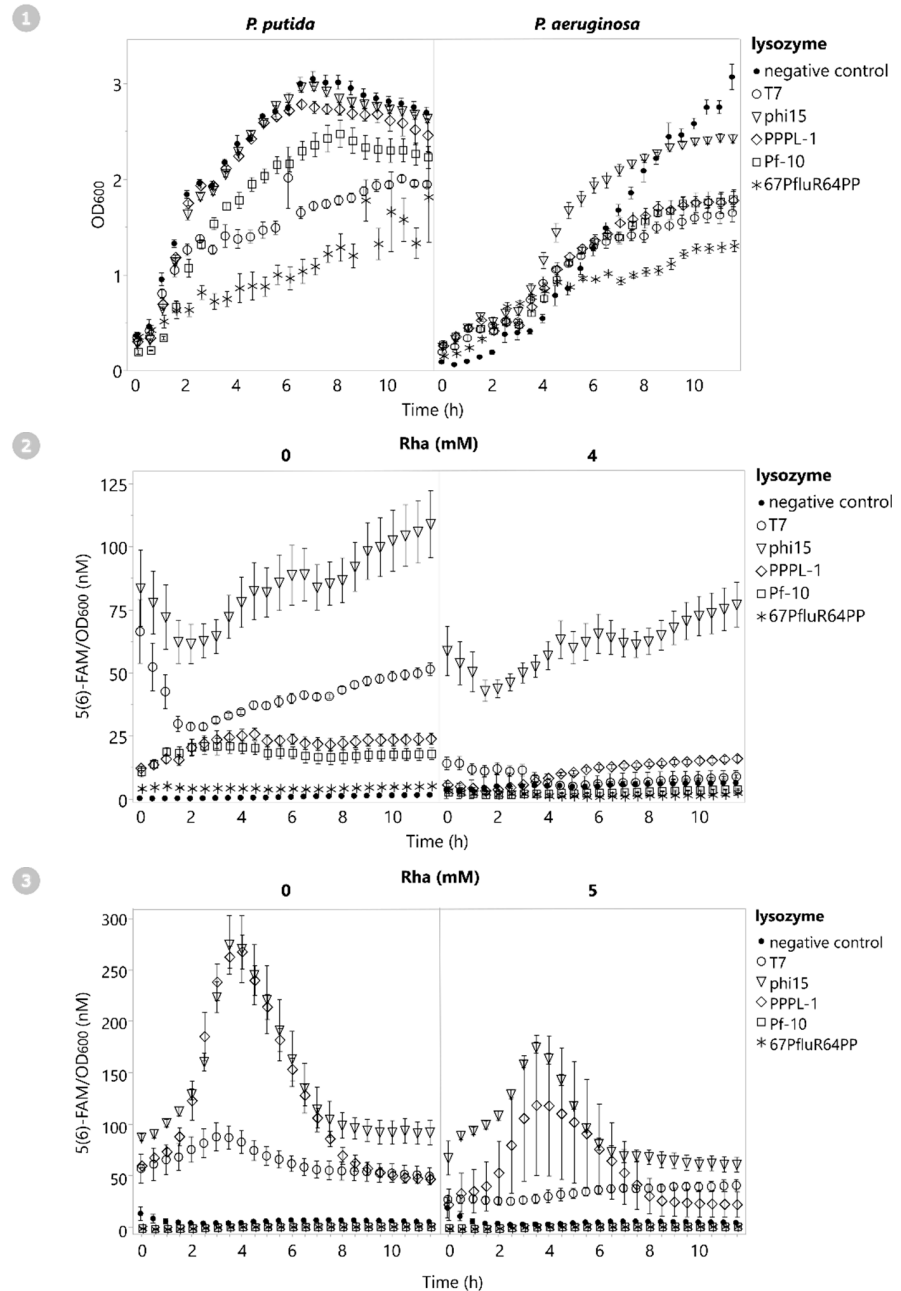 1
P. putida P. aeruginosa
lysozyme
negative control
T7
phi15
PPPL-1
Pf-10
67PfluR64PP
OD600
3
2
1
0
0 2 4 6 8 10 0 2 4 6 8 10
Time (h)
2
Rha (mM)
0 4
lysozyme
negative control
T7
phi15
PPPL-1
Pf-10
67PfluR64PP
5(6)-FAM/OD600 (nM)
125
100
75
50
25
0
0 2 4 6 8 10 0 2 4 6 8 10
Time (h)
3
Rha (mM)
0 5
lysozyme
negative control
T7
phi15
PPPL-1
Pf-10
67PfluR64PP
5(6)-FAM/OD600 (nM)
300
250
200
150
100
50
0
0 2 4 6 8 10 0 2 4 6 8 10
Time (h)